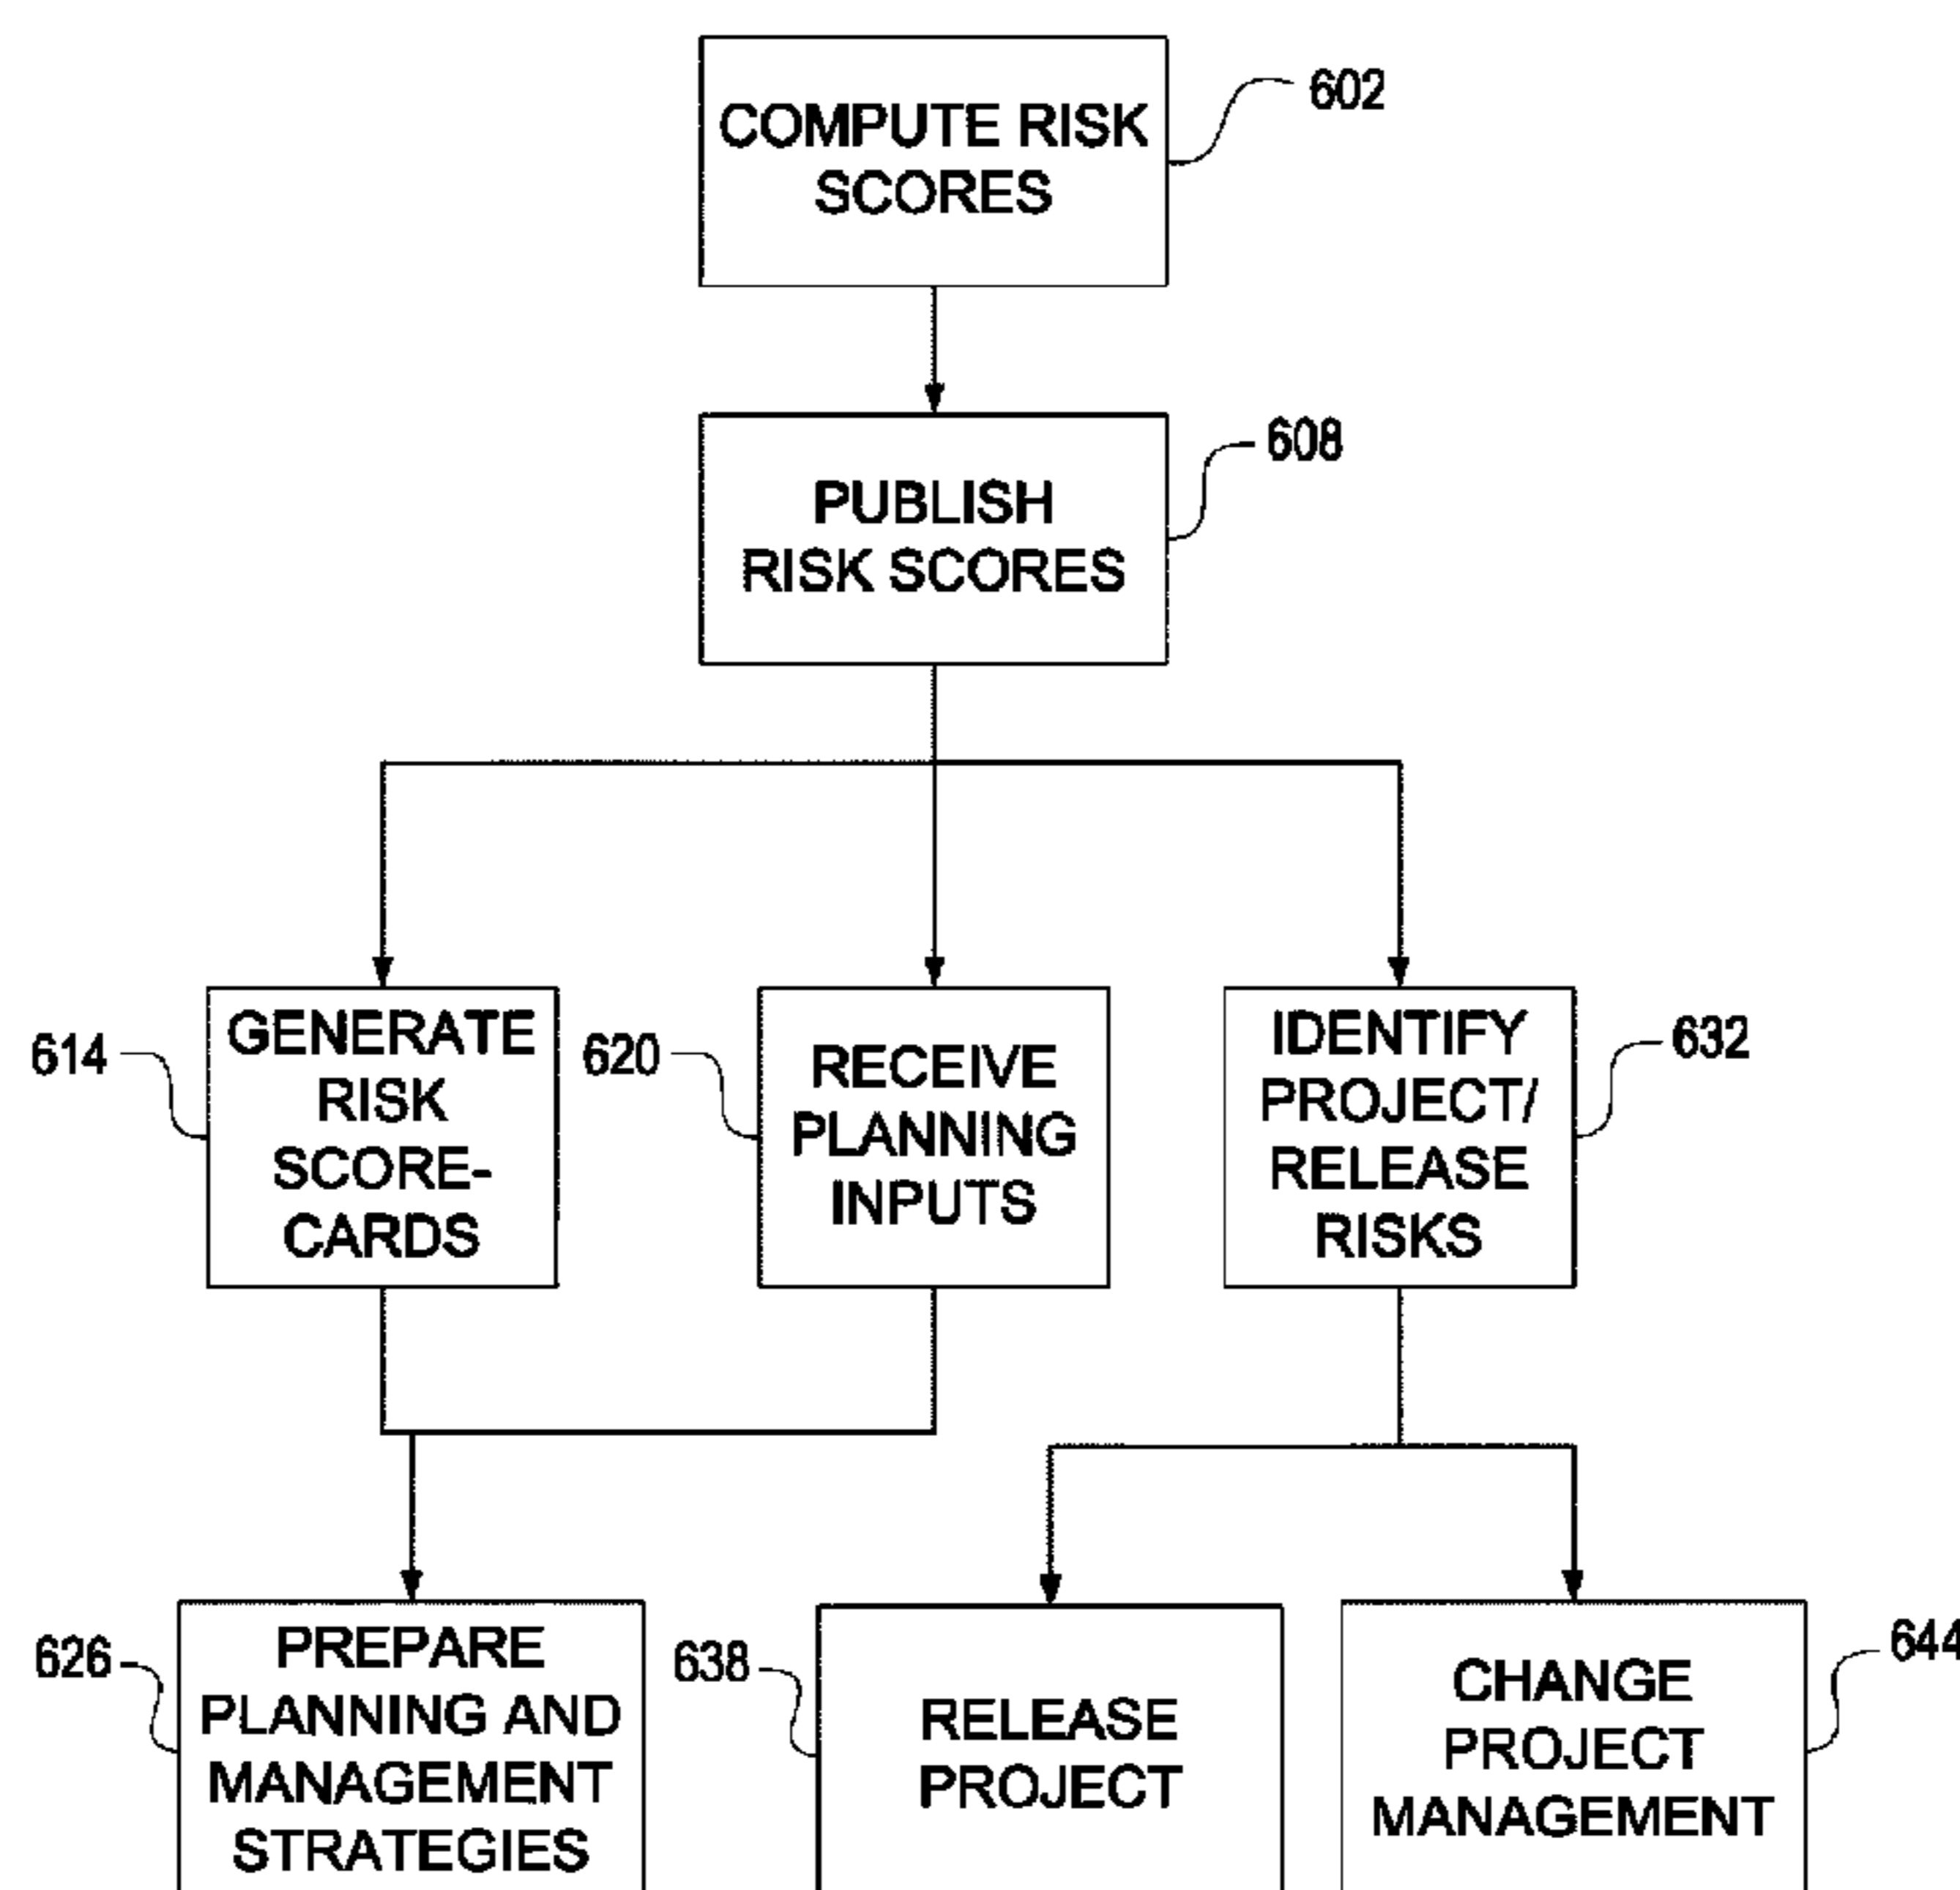 COMPUTE RISK
SCORES
602
PUBLISH
RISK SCORES
608
614
GENERATE
RISK
SCORE-
CARDS
620
RECEIVE
PLANNING
INPUTS
IDENTIFY
PROJECT/
RELEASE
RISKS
632
626
PREPARE
PLANNING AND
MANAGEMENT
STRATEGIES
638
RELEASE
PROJECT
CHANGE
PROJECT
MANAGEMENT
644